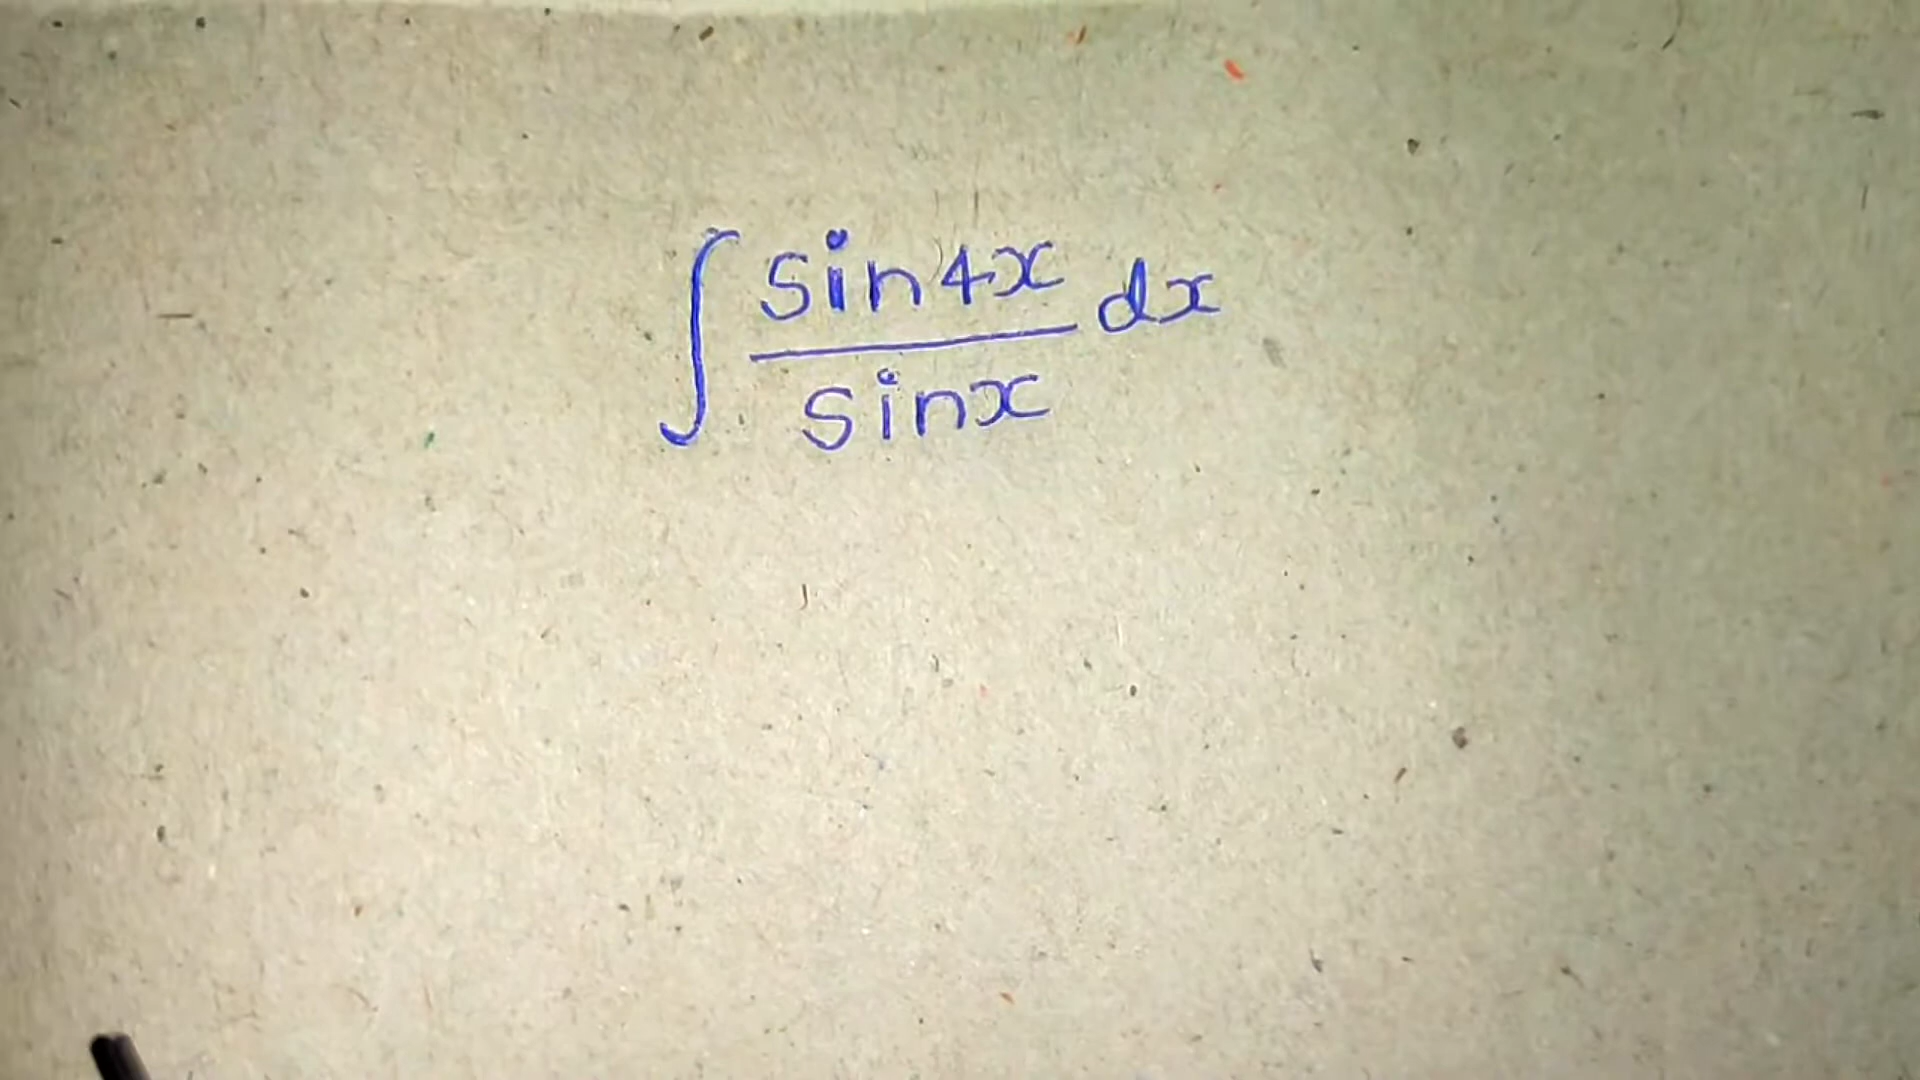 ∫ sin4x / sinx dx